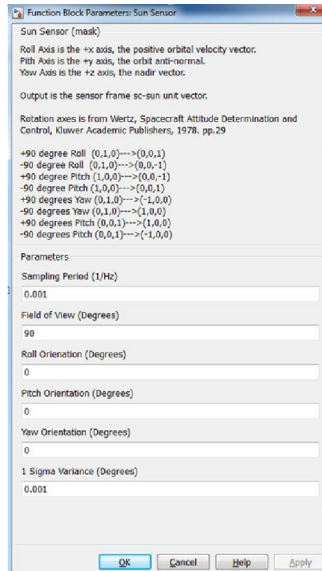 Function Block Parameters: Sun Sensor
Sun Sensor (mask)
Roll Axis is the +x axis, the positive orbital velocity vector.
Pith Axis is the +y axis, the orbit anti-normal.
Yaw Axis is the +z axis, the nadir vector.
Output is the sensor frame sc-sun unit vector.
Rotation axes is from Wertz, Spacecraft Attitude Determination and
Control, Kluwer Academic Publishers, 1978. pp.29
+90 degree Roll (0,1,0)--->(0,0,1)
-90 degree Roll (0,1,0)--->(0,0,-1)
+90 degree Pitch (1,0,0)--->(0,0,-1)
-90 degree Pitch (1,0,0)--->(0,0,1)
+90 degrees Yaw (0,1,0)--->(-1,0,0)
-90 degrees Yaw (0,1,0)--->(1,0,0)
+90 degrees Pitch (0,0,1)--->(1,0,0)
-90 degrees Pitch (0,0,1)--->(-1,0,0)
Parameters
Sampling Period (1/Hz)
0.001
Field of View (Degrees)
90
Roll Orienation (Degrees)
0
Pitch Orientation (Degrees)
0
Yaw Orientation (Degrees)
0
1 Sigma Variance (Degrees)
0.001
OK Cancel Help Apply